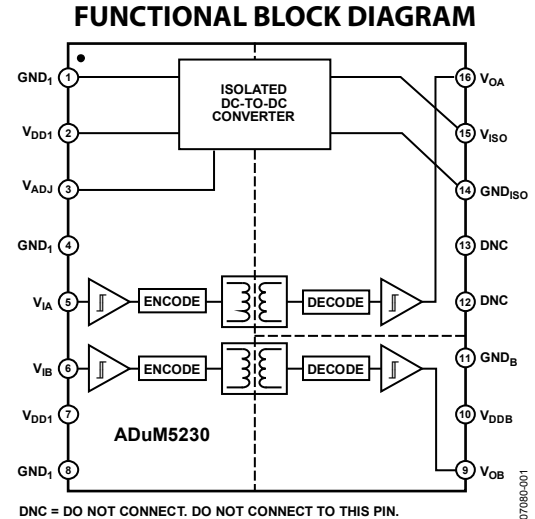 FUNCTIONAL BLOCK DIAGRAM
GND1 1
VDD1 2
VADJ 3
GND1 4
VIA 5
VIB 6
VDD1 7
GND1 8
ISOLATED
DC-TO-DC
CONVERTER
ENCODE
DECODE
ENCODE
DECODE
ADuM5230
16 VOA
15 VISO
14 GNDISO
13 DNC
12 DNC
11 GNDB
10 VDDB
9 VOB
DNC = DO NOT CONNECT. DO NOT CONNECT TO THIS PIN.
07080-001